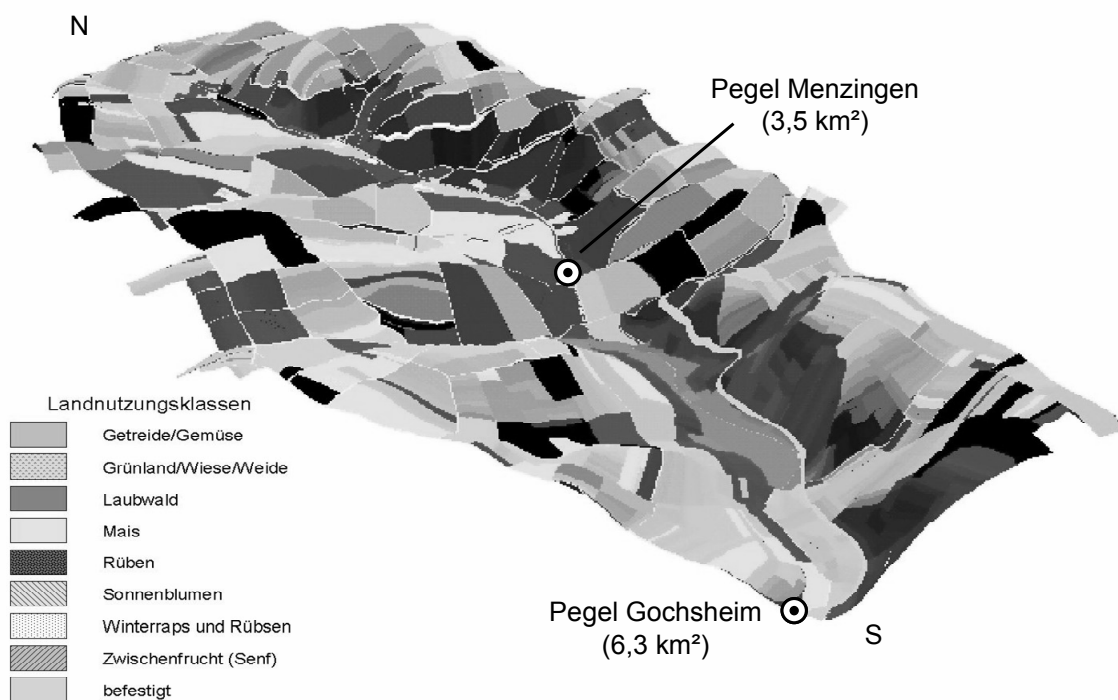 N
Pegel Menzingen
(3,5 km²)
Landnutzungsklassen
Getreide/Gemüse
Grünland/Wiese/Weide
Laubwald
Mais
Rüben
Sonnenblumen
Winterraps und Rübsen
Zwischenfrucht (Senf)
befestigt
Pegel Gochsheim
(6,3 km²)
S